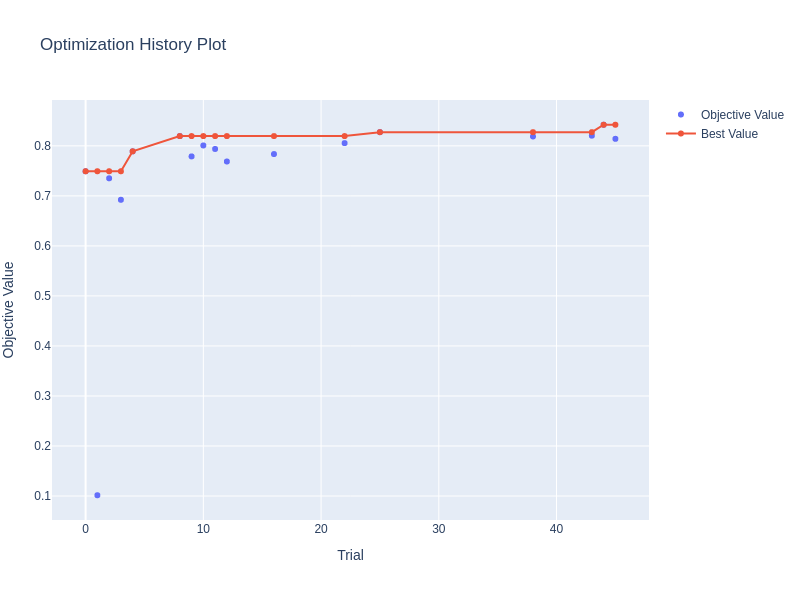 Optimization History Plot
Objective Value
Best Value
0.8
0.7
0.6
0.5
0.4
0.3
0.2
0.1
Objective Value
0 10 20 30 40
Trial